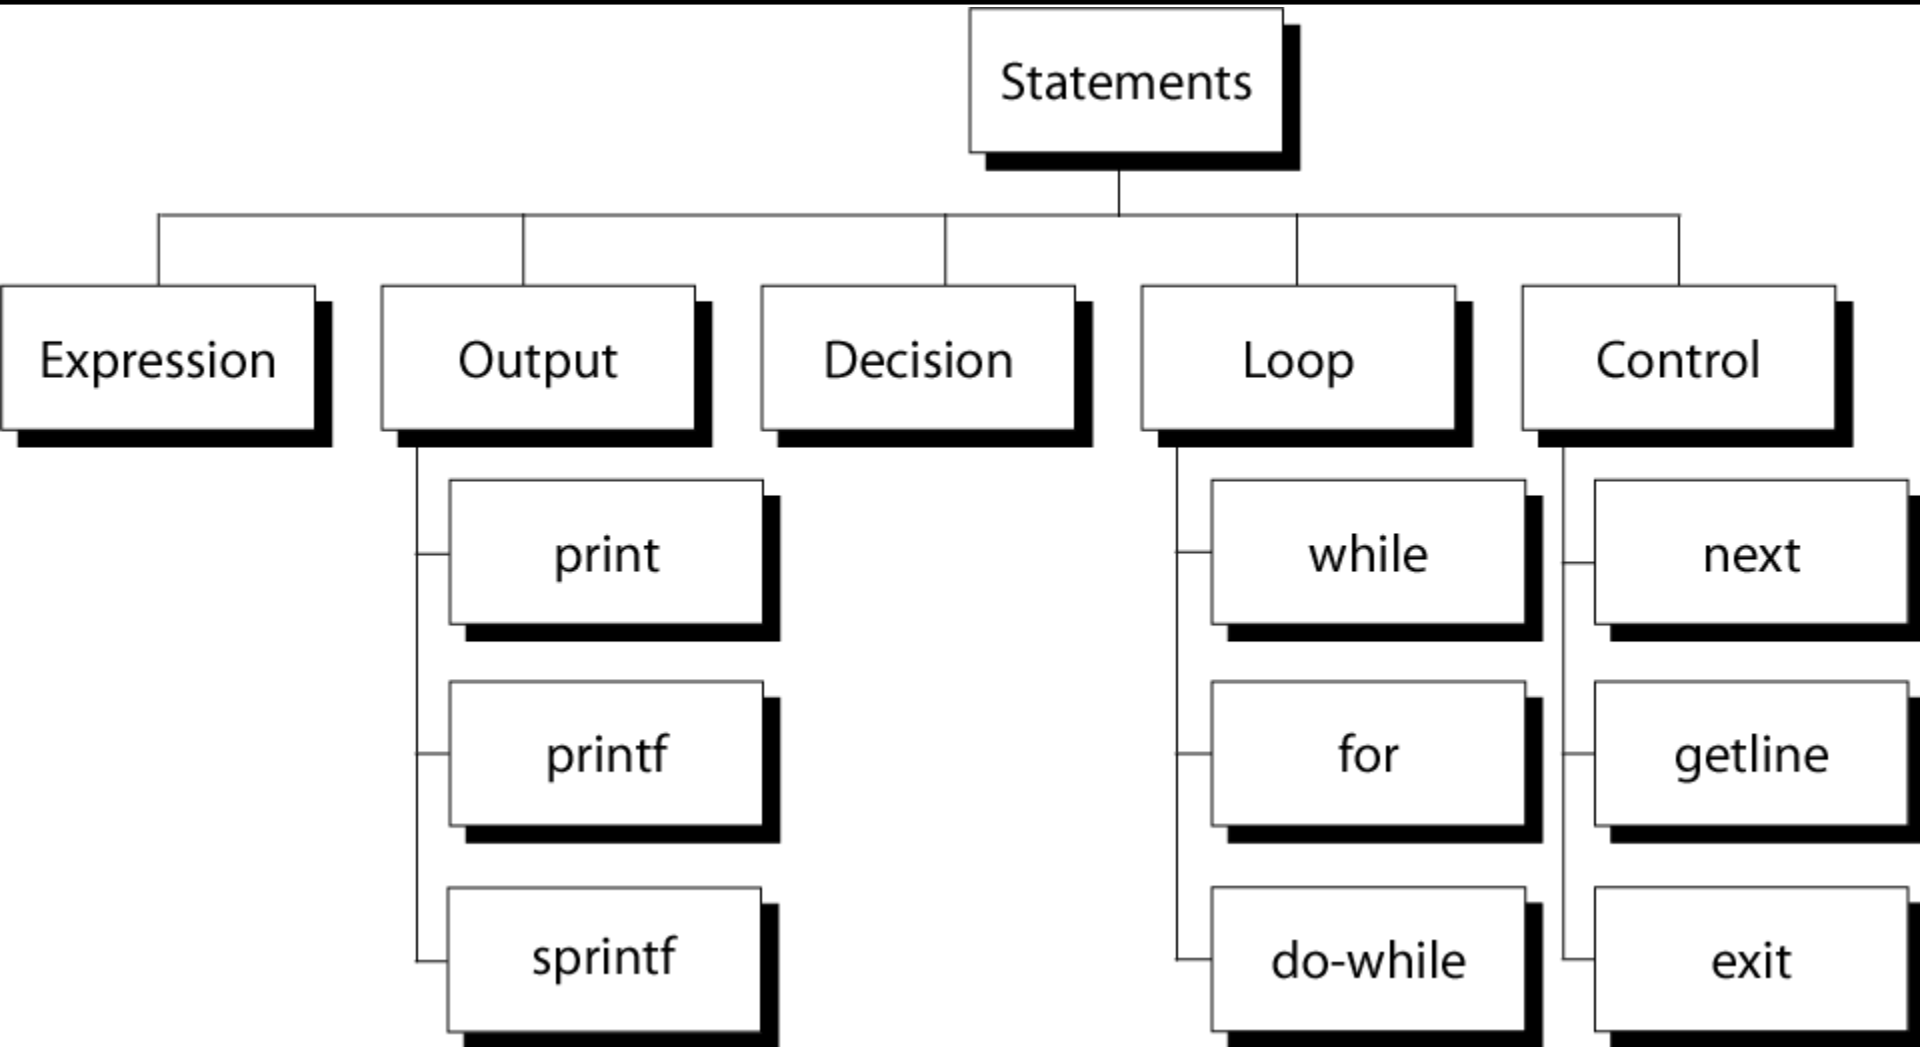 Statements
Expression
Output
Decision
Loop
Control
print
while
next
printf
for
getline
sprintf
do-while
exit